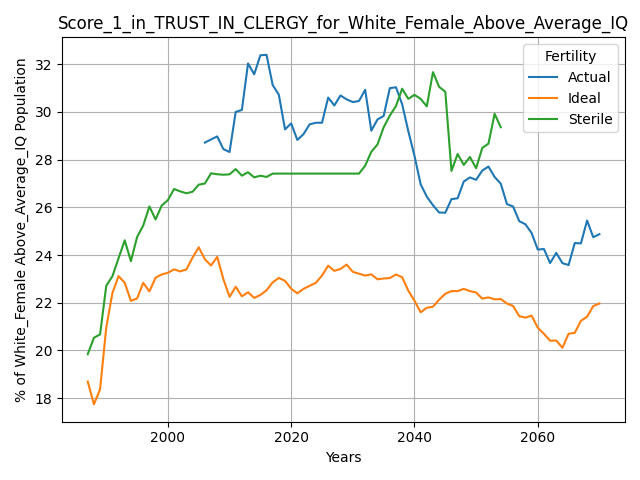 Score_1_in_TRUST_IN_CLERGY_for_White_Female_Above_Average_IQ
% of White_Female Above_Average_IQ Population
32
30
28
26
24
22
20
18
Fertility
Actual
Ideal
Sterile
2000
2020
2040
2060
Years